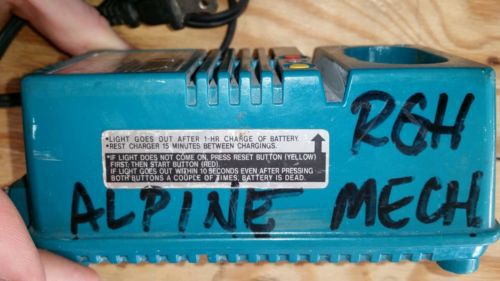 •LIGHT GOES OUT AFTER 1-HR CHARGE OF BATTERY.
•REST CHARGER 15 MINUTES BETWEEN CHARGINGS.
*IF LIGHT DOES NOT COME ON, PRESS RESET BUTTON (YELLOW)
FIRST, THEN START BUTTON (RED).
IF LIGHT GOES OUT WITHIN 10 SECONDS EVEN AFTER PRESSING
BOTH BUTTONS A COUPLE OF TIMES, BATTERY IS DEAD.
RGH
ALPINE MECH